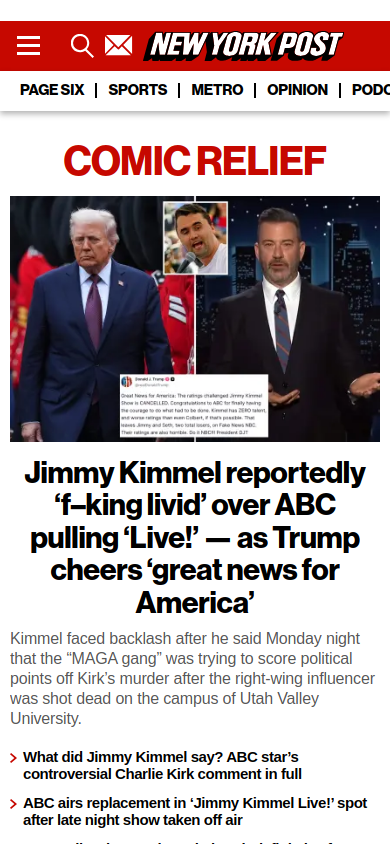 NEW YORK POST
PAGE SIX
SPORTS
METRO
OPINION
PODC
COMIC RELIEF
Donald J. Trump
@realDonaldTrump
Great News for America: The ratings challenged Jimmy Kimmel
Show is CANCELLED. Congratulations to ABC for finally having
the courage to do what had to be done. Kimmel has ZERO talent,
and worse ratings than even Colbert, if that's possible. That
leaves Jimmy and Seth, two total losers, on Fake News NBC.
Their ratings are also horrible. Do it NBC!!! President DJT
Jimmy Kimmel reportedly
‘f–king livid’ over ABC
pulling ‘Live!’ — as Trump
cheers ‘great news for
America’
Kimmel faced backlash after he said Monday night
that the “MAGA gang” was trying to score political
points off Kirk’s murder after the right-wing influencer
was shot dead on the campus of Utah Valley
University.
What did Jimmy Kimmel say? ABC star’s
controversial Charlie Kirk comment in full
ABC airs replacement in ‘Jimmy Kimmel Live!’ spot
after late night show taken off air